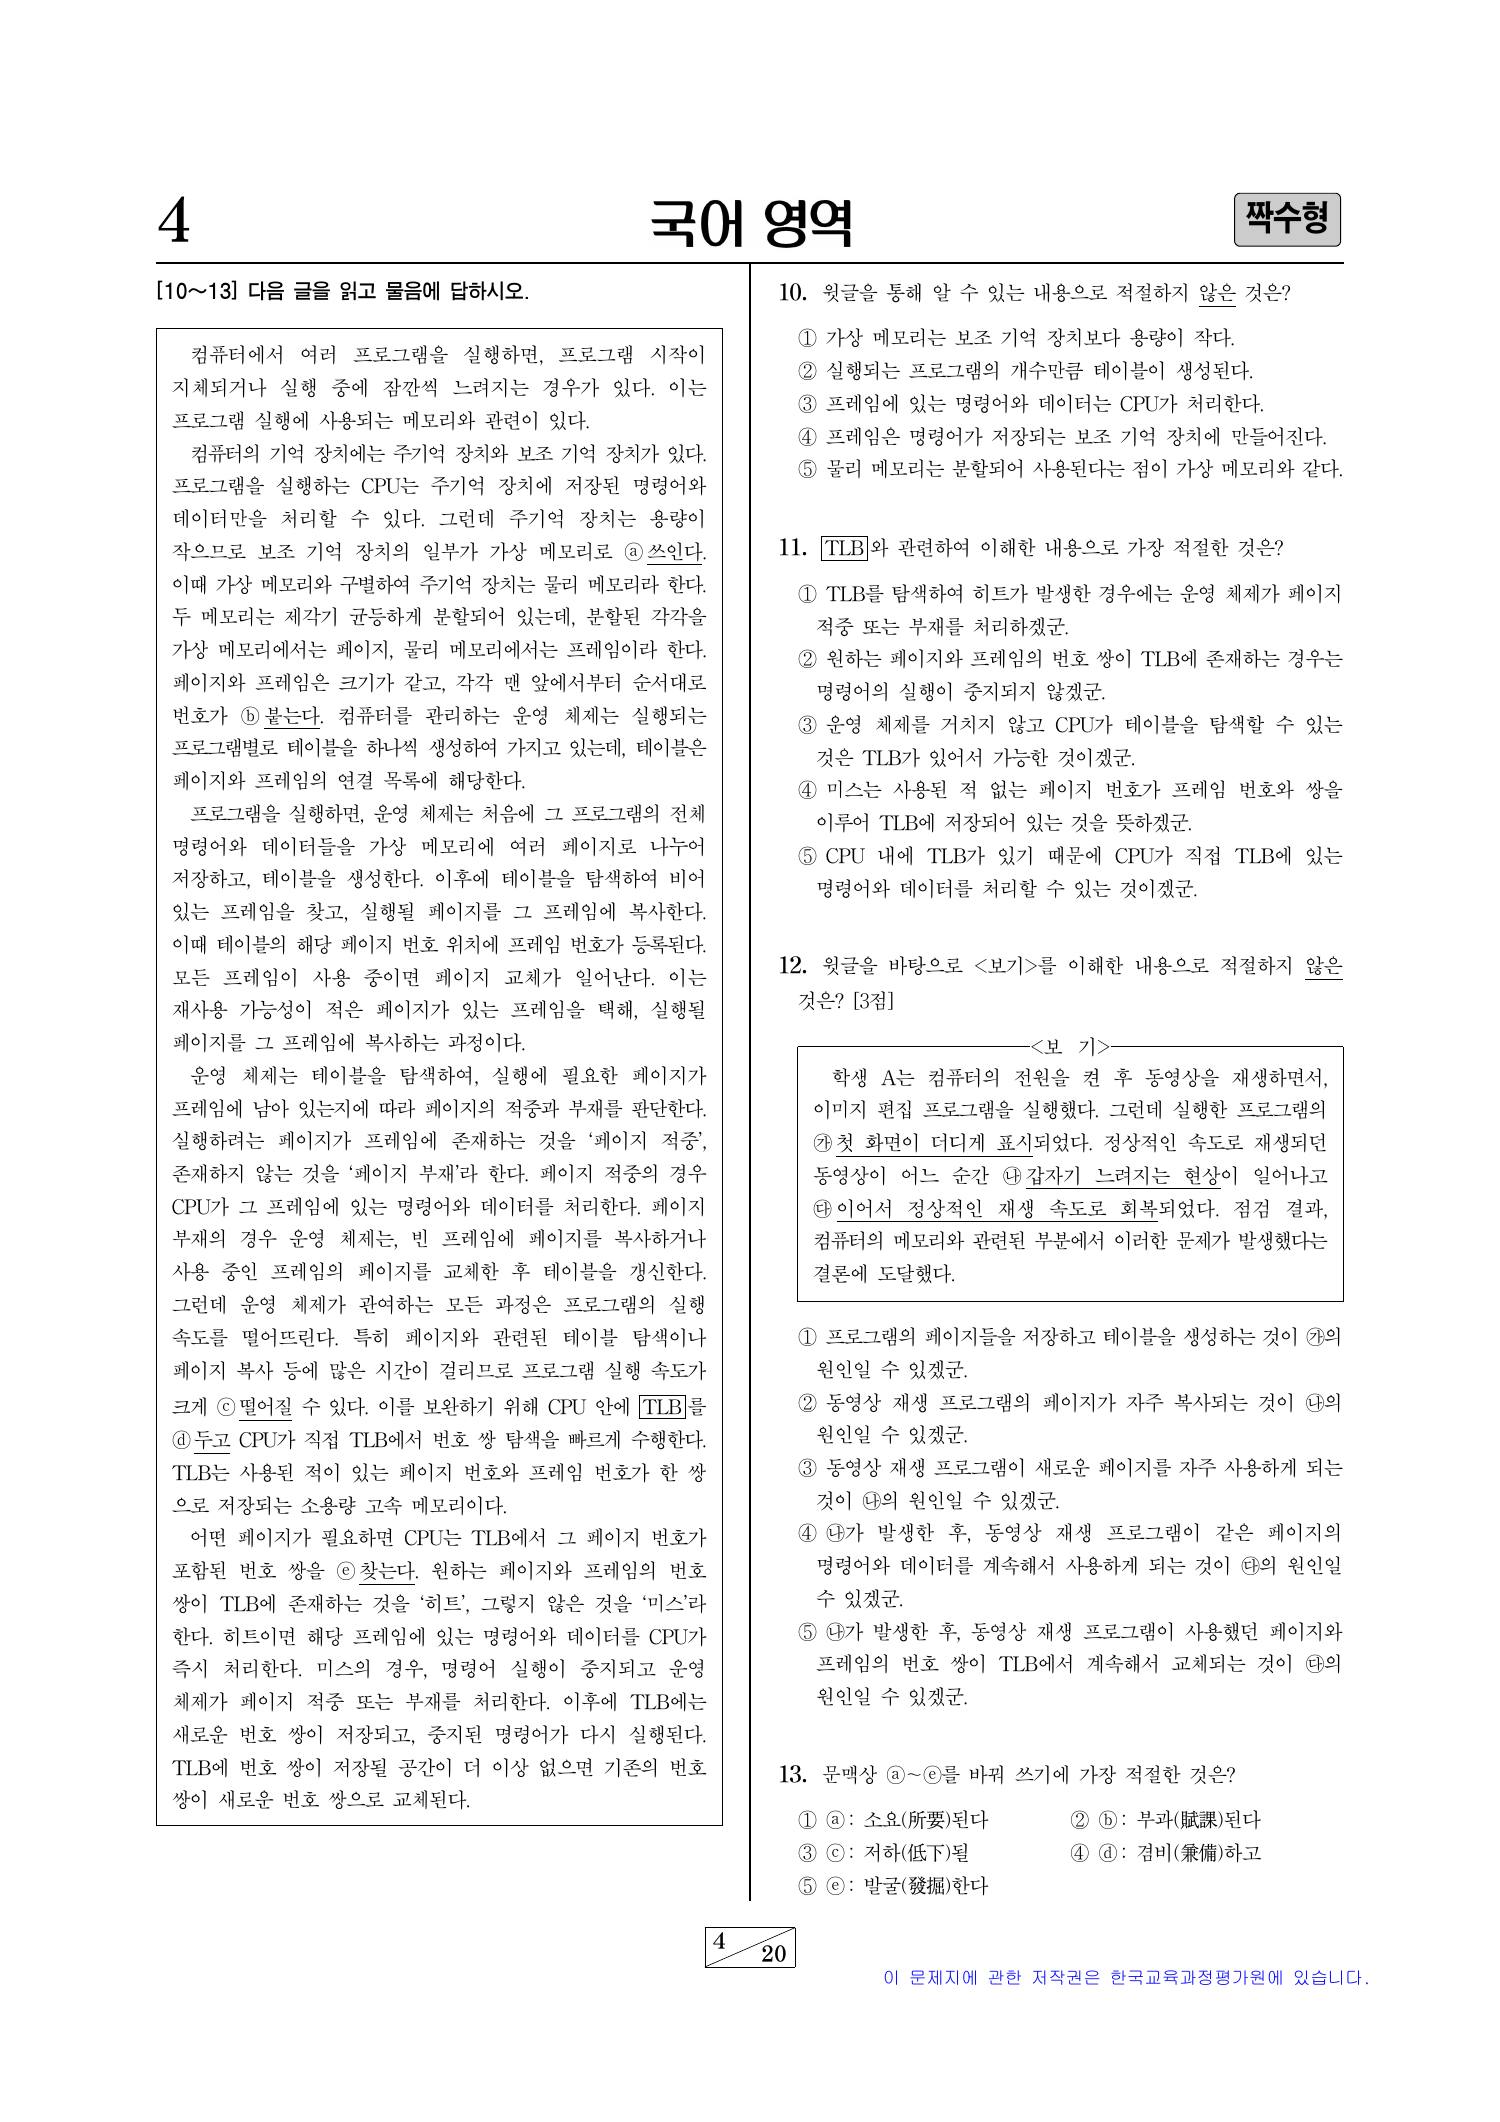 4
국어 영역
짝수형
[10～13] 다음 글을 읽고 물음에 답하시오.
컴퓨터에서 여러 프로그램을 실행하면, 프로그램 시작이
지체되거나 실행 중에 잠깐씩 느려지는 경우가 있다. 이는
프로그램 실행에 사용되는 메모리와 관련이 있다.
컴퓨터의 기억 장치에는 주기억 장치와 보조 기억 장치가 있다.
프로그램을 실행하는 CPU는 주기억 장치에 저장된 명령어와
데이터만을 처리할 수 있다. 그런데 주기억 장치는 용량이
작으므로 보조 기억 장치의 일부가 가상 메모리로 ⓐ쓰인다.
이때 가상 메모리와 구별하여 주기억 장치는 물리 메모리라 한다.
두 메모리는 제각기 균등하게 분할되어 있는데, 분할된 각각을
가상 메모리에서는 페이지, 물리 메모리에서는 프레임이라 한다.
페이지와 프레임은 크기가 같고, 각각 맨 앞에서부터 순서대로
번호가 ⓑ붙는다. 컴퓨터를 관리하는 운영 체제는 실행되는
프로그램별로 테이블을 하나씩 생성하여 가지고 있는데, 테이블은
페이지와 프레임의 연결 목록에 해당한다.
프로그램을 실행하면, 운영 체제는 처음에 그 프로그램의 전체
명령어와 데이터들을 가상 메모리에 여러 페이지로 나누어
저장하고, 테이블을 생성한다. 이후에 테이블을 탐색하여 비어
있는 프레임을 찾고, 실행될 페이지를 그 프레임에 복사한다.
이때 테이블의 해당 페이지 번호 위치에 프레임 번호가 등록된다.
모든 프레임이 사용 중이면 페이지 교체가 일어난다. 이는
재사용 가능성이 적은 페이지가 있는 프레임을 택해, 실행될
페이지를 그 프레임에 복사하는 과정이다.
운영 체제는 테이블을 탐색하여, 실행에 필요한 페이지가
프레임에 남아 있는지에 따라 페이지의 적중과 부재를 판단한다.
실행하려는 페이지가 프레임에 존재하는 것을 ‘페이지 적중’,
존재하지 않는 것을 ‘페이지 부재’라 한다. 페이지 적중의 경우
CPU가 그 프레임에 있는 명령어와 데이터를 처리한다. 페이지
부재의 경우 운영 체제는, 빈 프레임에 페이지를 복사하거나
사용 중인 프레임의 페이지를 교체한 후 테이블을 갱신한다.
그런데 운영 체제가 관여하는 모든 과정은 프로그램의 실행
속도를 떨어뜨린다. 특히 페이지와 관련된 테이블 탐색이나
페이지 복사 등에 많은 시간이 걸리므로 프로그램 실행 속도가
크게 ⓒ떨어질 수 있다. 이를 보완하기 위해 CPU 안에 TLB를
ⓓ두고 CPU가 직접 TLB에서 번호 쌍 탐색을 빠르게 수행한다.
TLB는 사용된 적이 있는 페이지 번호와 프레임 번호가 한 쌍
으로 저장되는 소용량 고속 메모리이다.
어떤 페이지가 필요하면 CPU는 TLB에서 그 페이지 번호가
포함된 번호 쌍을 ⓔ찾는다. 원하는 페이지와 프레임의 번호
쌍이 TLB에 존재하는 것을 ‘히트’, 그렇지 않은 것을 ‘미스’라
한다. 히트이면 해당 프레임에 있는 명령어와 데이터를 CPU가
즉시 처리한다. 미스의 경우, 명령어 실행이 중지되고 운영
체제가 페이지 적중 또는 부재를 처리한다. 이후에 TLB에는
새로운 번호 쌍이 저장되고, 중지된 명령어가 다시 실행된다.
TLB에 번호 쌍이 저장될 공간이 더 이상 없으면 기존의 번호
쌍이 새로운 번호 쌍으로 교체된다.
10. 윗글을 통해 알 수 있는 내용으로 적절하지 않은 것은?
① 가상 메모리는 보조 기억 장치보다 용량이 작다.
② 실행되는 프로그램의 개수만큼 테이블이 생성된다.
③ 프레임에 있는 명령어와 데이터는 CPU가 처리한다.
④ 프레임은 명령어가 저장되는 보조 기억 장치에 만들어진다.
⑤ 물리 메모리는 분할되어 사용된다는 점이 가상 메모리와 같다.
11. TLB와 관련하여 이해한 내용으로 가장 적절한 것은?
① TLB를 탐색하여 히트가 발생한 경우에는 운영 체제가 페이지
적중 또는 부재를 처리하겠군.
② 원하는 페이지와 프레임의 번호 쌍이 TLB에 존재하는 경우는
명령어의 실행이 중지되지 않겠군.
③ 운영 체제를 거치지 않고 CPU가 테이블을 탐색할 수 있는
것은 TLB가 있어서 가능한 것이겠군.
④ 미스는 사용된 적 없는 페이지 번호가 프레임 번호와 쌍을
이루어 TLB에 저장되어 있는 것을 뜻하겠군.
⑤ CPU 내에 TLB가 있기 때문에 CPU가 직접 TLB에 있는
명령어와 데이터를 처리할 수 있는 것이겠군.
12. 윗글을 바탕으로 <보기>를 이해한 내용으로 적절하지 않은
것은? [3점]
<보 기>
학생 A는 컴퓨터의 전원을 켠 후 동영상을 재생하면서,
이미지 편집 프로그램을 실행했다. 그런데 실행한 프로그램의
㉮첫 화면이 더디게 표시되었다. 정상적인 속도로 재생되던
동영상이 어느 순간 ㉯갑자기 느려지는 현상이 일어나고
㉰이어서 정상적인 재생 속도로 회복되었다. 점검 결과,
컴퓨터의 메모리와 관련된 부분에서 이러한 문제가 발생했다는
결론에 도달했다.
① 프로그램의 페이지들을 저장하고 테이블을 생성하는 것이 ㉮의
원인일 수 있겠군.
② 동영상 재생 프로그램의 페이지가 자주 복사되는 것이 ㉯의
원인일 수 있겠군.
③ 동영상 재생 프로그램이 새로운 페이지를 자주 사용하게 되는
것이 ㉯의 원인일 수 있겠군.
④ ㉯가 발생한 후, 동영상 재생 프로그램이 같은 페이지의
명령어와 데이터를 계속해서 사용하게 되는 것이 ㉰의 원인일
수 있겠군.
⑤ ㉯가 발생한 후, 동영상 재생 프로그램이 사용했던 페이지와
프레임의 번호 쌍이 TLB에서 계속해서 교체되는 것이 ㉰의
원인일 수 있겠군.
13. 문맥상 ⓐ～ⓔ를 바꿔 쓰기에 가장 적절한 것은?
① ⓐ: 소요(所要)된다 ② ⓑ: 부과(賦課)된다
③ ⓒ: 저하(低下)될 ④ ⓓ: 겸비(兼備)하고
⑤ ⓔ: 발굴(發掘)한다
4
20
이 문제지에 관한 저작권은 한국교육과정평가원에 있습니다.